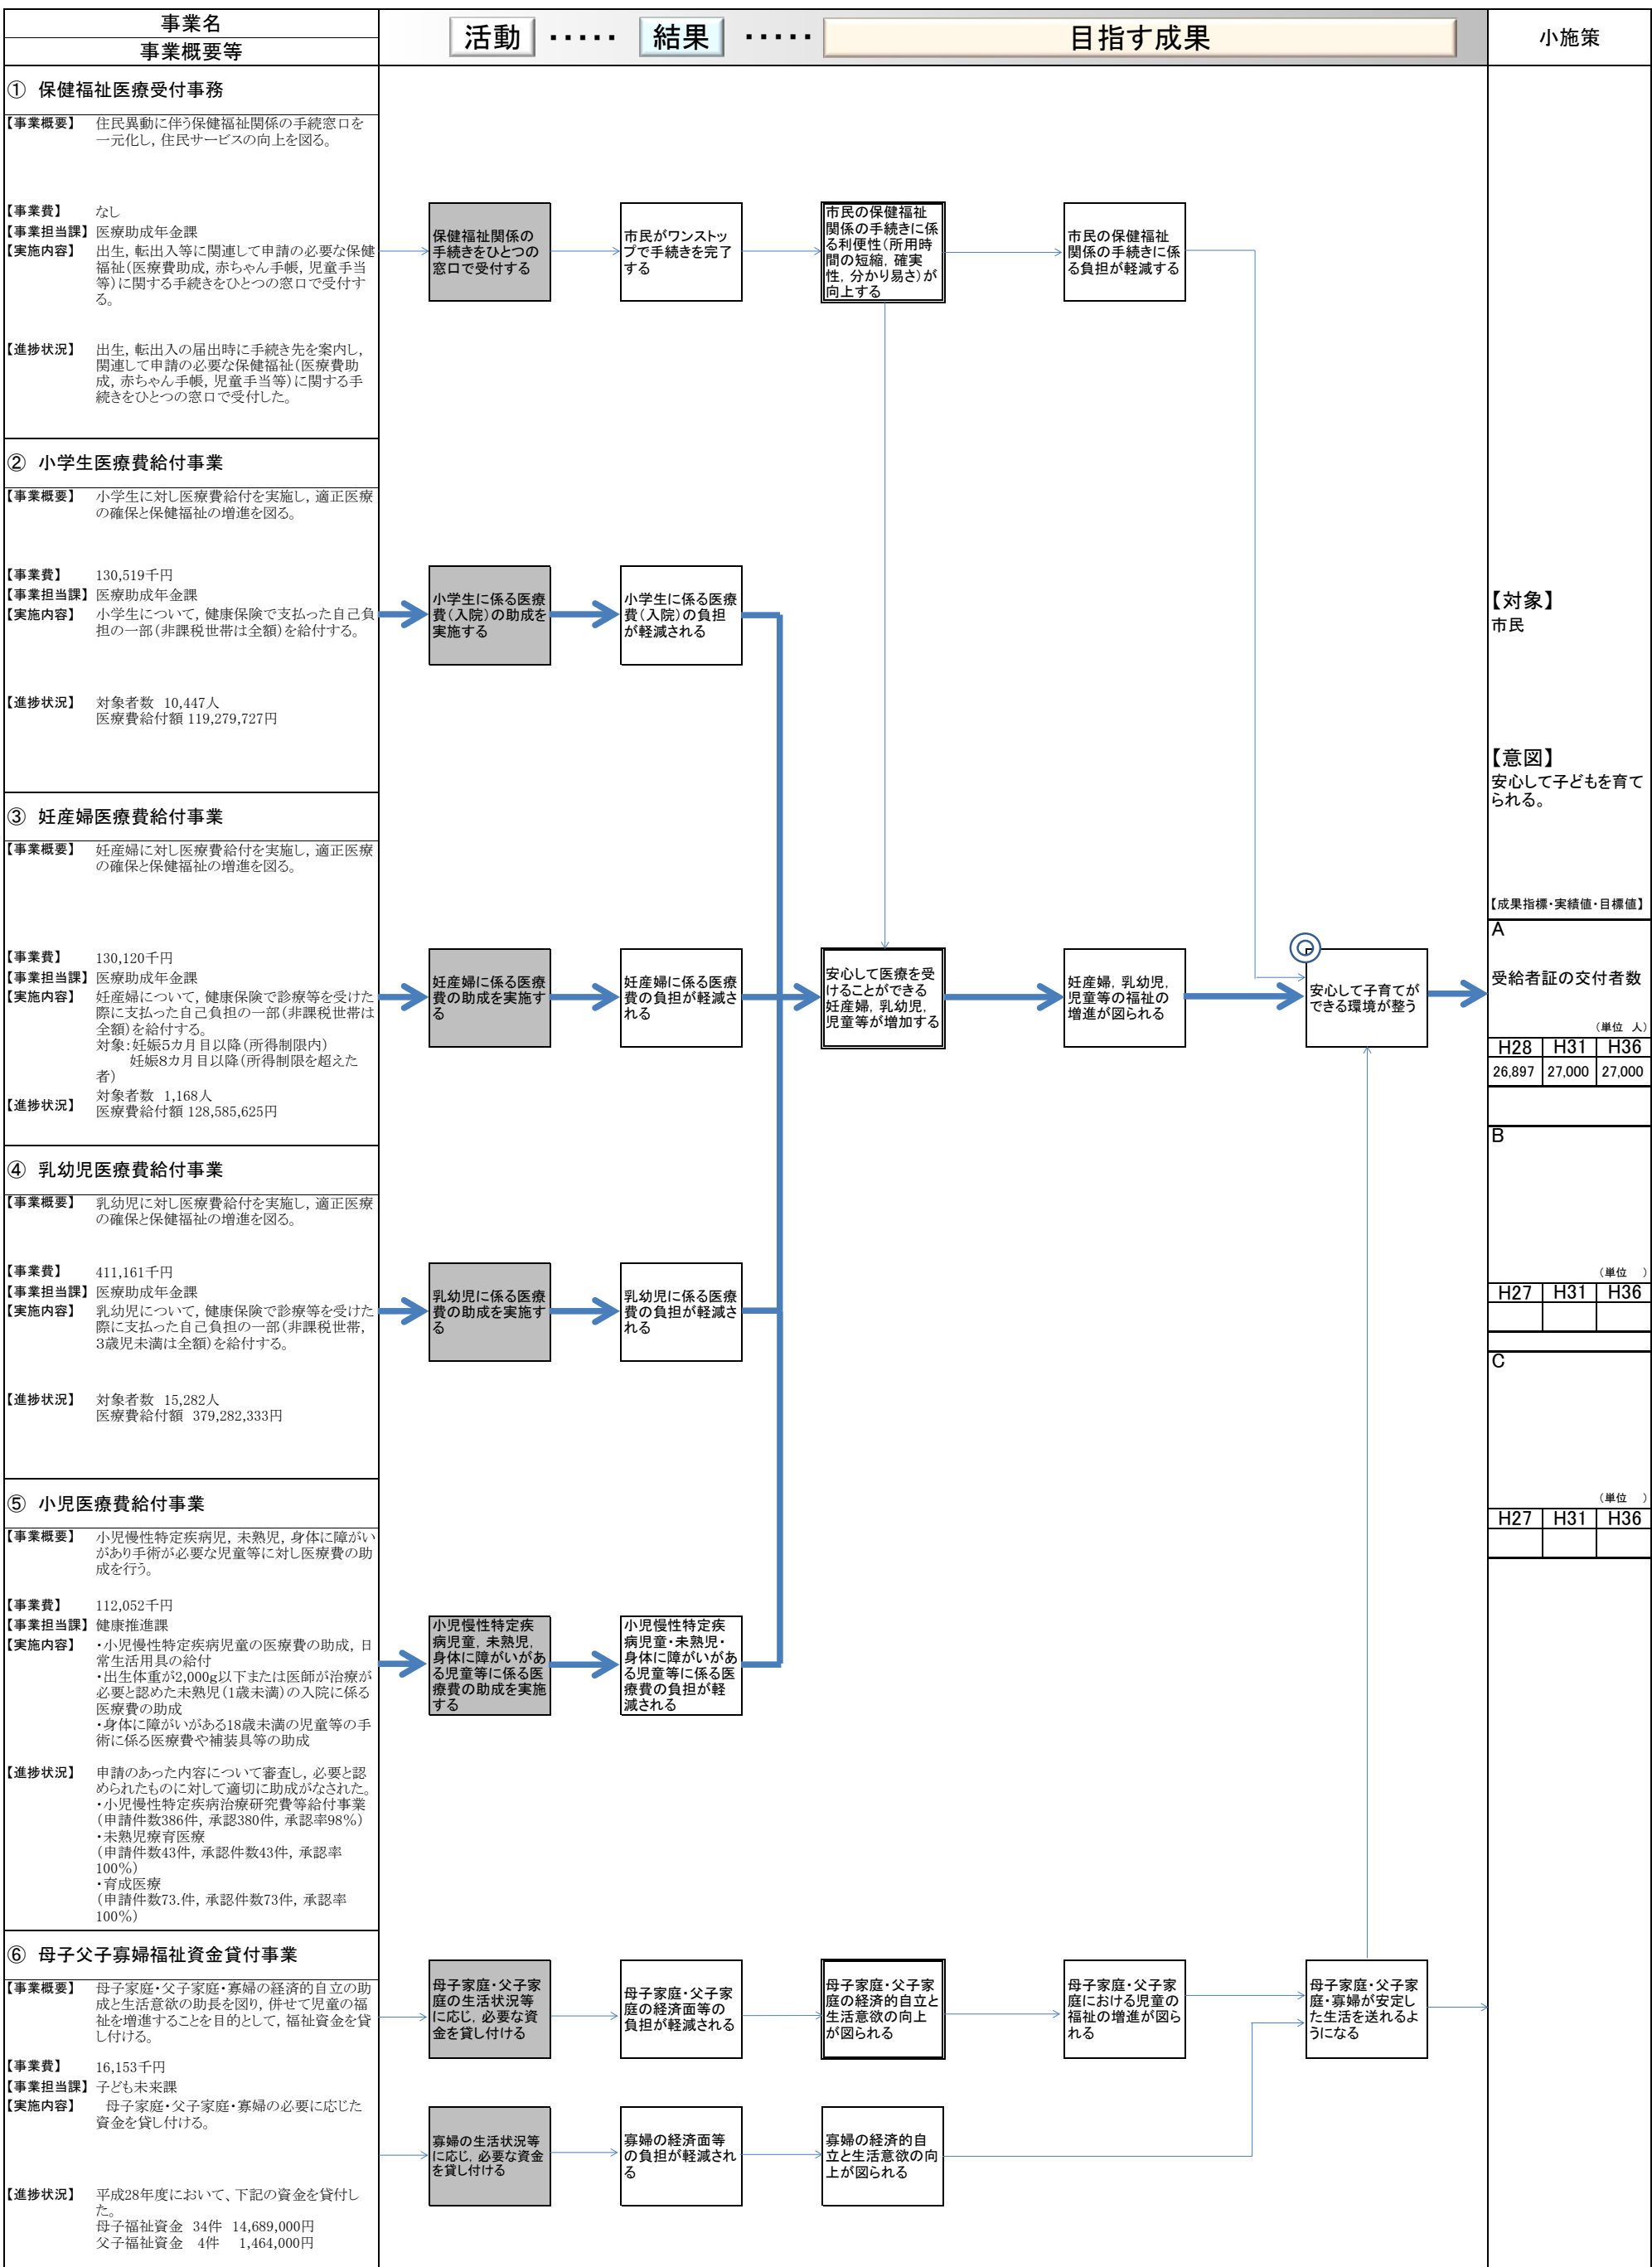 事業名
事業概要等
活動 ・・・・・ 結果 ・・・・・ 目指す成果
小施策
① 保健福祉医療受付事務
【事業概要】 住民異動に伴う保健福祉関係の手続窓口を
一元化し，住民サービスの向上を図る。
【事業費】 なし
【事業担当課】 医療助成年金課
【実施内容】 出生，転出入等に関連して申請の必要な保健
福祉（医療費助成，赤ちゃん手帳，児童手当
等）に関する手続きをひとつの窓口で受付す
る。
【進捗状況】 出生，転出入の届出時に手続き先を案内し，
関連して申請の必要な保健福祉（医療費助
成，赤ちゃん手帳，児童手当等）に関する手
続きをひとつの窓口で受付した。
保健福祉関係の
手続きをひとつの
窓口で受付する
市民がワンストッ
プで手続きを完了
する
市民の保健福祉
関係の手続きに係
る利便性（所用時
間の短縮，確実
性，分かり易さ）が
向上する
市民の保健福祉
関係の手続きに係
る負担が軽減する
② 小学生医療費給付事業
【事業概要】 小学生に対し医療費給付を実施し，適正医療
の確保と保健福祉の増進を図る。
【事業費】 130,519千円
【事業担当課】 医療助成年金課
【実施内容】 小学生について，健康保険で支払った自己負
担の一部（非課税世帯は全額）を給付する。
【進捗状況】 対象者数 10,447人
医療費給付額 119,279,727円
小学生に係る医療
費（入院）の助成を
実施する
小学生に係る医療
費（入院）の負担
が軽減される
③ 妊産婦医療費給付事業
【事業概要】 妊産婦に対し医療費給付を実施し，適正医療
の確保と保健福祉の増進を図る。
【事業費】 130,120千円
【事業担当課】 医療助成年金課
【実施内容】 妊産婦について，健康保険で診療等を受けた
際に支払った自己負担の一部（非課税世帯は
全額）を給付する。
対象：妊娠5カ月目以降（所得制限内）
妊娠8カ月目以降（所得制限を超えた
者）
【進捗状況】 対象者数 1,168人
医療費給付額 128,585,625円
妊産婦に係る医療
費の助成を実施す
る
妊産婦に係る医療
費の負担が軽減さ
れる
安心して医療を受
けることができる
妊産婦，乳幼児，
児童等が増加する
妊産婦，乳幼児，
児童等の福祉の
増進が図られる
◎
安心して子育てが
できる環境が整う
④ 乳幼児医療費給付事業
【事業概要】 乳幼児に対し医療費給付を実施し，適正医療
の確保と保健福祉の増進を図る。
【事業費】 411,161千円
【事業担当課】 医療助成年金課
【実施内容】 乳幼児について，健康保険で診療等を受けた
際に支払った自己負担の一部（非課税世帯，
3歳児未満は全額）を給付する。
【進捗状況】 対象者数 15,282人
医療費給付額 379,282,333円
乳幼児に係る医療
費の助成を実施す
る
乳幼児に係る医療
費の負担が軽減さ
れる
⑤ 小児医療費給付事業
【事業概要】 小児慢性特定疾病児，未熟児，身体に障がい
があり手術が必要な児童等に対し医療費の助
成を行う。
【事業費】 112,052千円
【事業担当課】 健康推進課
【実施内容】 ・小児慢性特定疾病児童の医療費の助成，日
常生活用具の給付
・出生体重が2,000g以下または医師が治療が
必要と認めた未熟児（1歳未満）の入院に係る
医療費の助成
・身体に障がいがある18歳未満の児童等の手
術に係る医療費や補装具等の助成
【進捗状況】 申請のあった内容について審査し，必要と認
められたものに対して適切に助成がなされた。
・小児慢性特定疾病治療研究費等給付事業
（申請件数386件，承認380件，承認率98％）
・未熟児療育医療
（申請件数43件，承認件数43件，承認率
100％）
・育成医療
（申請件数73.件，承認件数73件，承認率
100％）
小児慢性特定疾
病児童，未熟児，
身体に障がいがあ
る児童等に係る医
療費の助成を実施
する
小児慢性特定疾
病児童・未熟児・
身体に障がいがあ
る児童等に係る医
療費の負担が軽
減される
⑥ 母子父子寡婦福祉資金貸付事業
【事業概要】 母子家庭・父子家庭・寡婦の経済的自立の助
成と生活意欲の助長を図り，併せて児童の福
祉を増進することを目的として，福祉資金を貸
し付ける。
【事業費】 16,153千円
【事業担当課】 子ども未来課
【実施内容】 母子家庭・父子家庭・寡婦の必要に応じた
資金を貸し付ける。
【進捗状況】 平成28年度において、下記の資金を貸付し
た。
母子福祉資金 34件 14,689,000円
父子福祉資金 4件 1,464,000円
母子家庭・父子家
庭の生活状況等
に応じ，必要な資
金を貸し付ける
母子家庭・父子家
庭の経済面等の
負担が軽減される
母子家庭・父子家
庭の経済的自立と
生活意欲の向上
が図られる
母子家庭・父子家
庭における児童の
福祉の増進が図ら
れる
母子家庭・父子家
庭・寡婦が安定し
た生活を送れるよ
うになる
寡婦の生活状況等
に応じ，必要な資金
を貸し付ける
寡婦の経済面等
の負担が軽減され
る
寡婦の経済的自
立と生活意欲の向
上が図られる
【対象】
市民
【意図】
安心して子どもを育て
られる。
【成果指標・実績値・目標値】
A
受給者証の交付者数
（単位 人）
H28 H31 H36
26,897 27,000 27,000
B
（単位 ）
H27 H31 H36
C
（単位 ）
H27 H31 H36